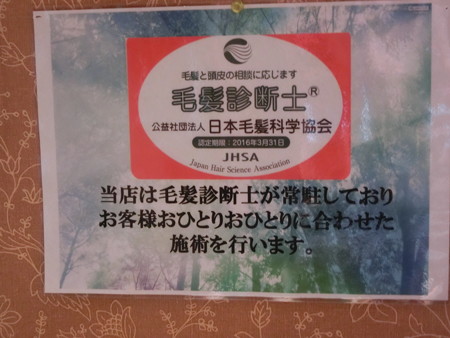 毛髪と頭皮の相談に応じます
毛髪診断士®
公益社団法人 日本毛髪科学協会
認定期限：2016年3月31日
JHSA
Japan Hair Science Association
当店は毛髪診断士が常駐しており
お客様おひとりおひとりに合わせた
施術を行います。